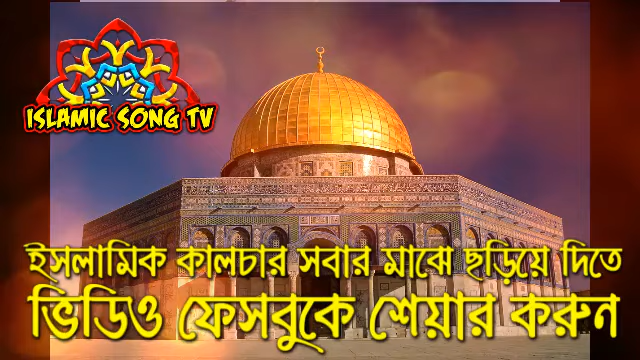 ISLAMIC SONG TV
ইসলামিক কালচার সবার মাঝে ছড়িয়ে দিতে
ভিডিও ফেসবুকে শেয়ার করুন